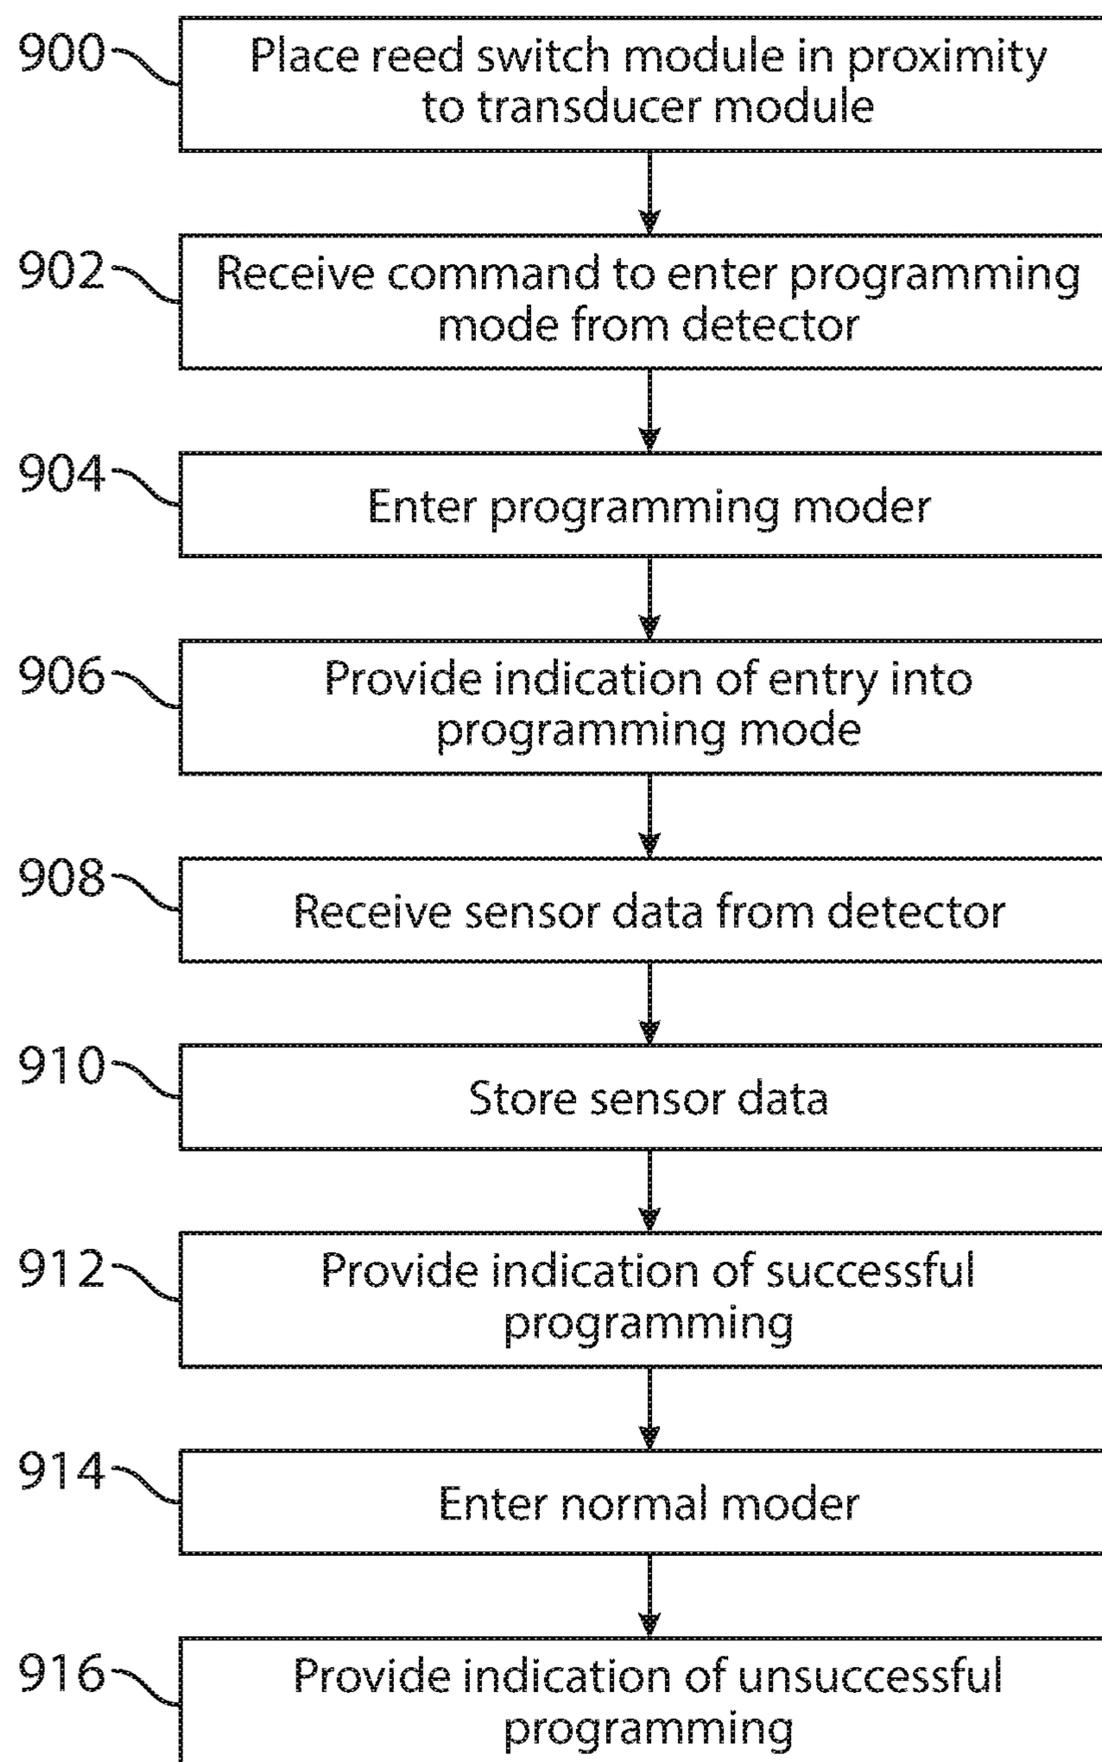 900
Place reed switch module in proximity
to transducer module
902
Receive command to enter programming
mode from detector
904
Enter programming moder
906
Provide indication of entry into
programming mode
908
Receive sensor data from detector
910
Store sensor data
912
Provide indication of successful
programming
914
Enter normal moder
916
Provide indication of unsuccessful
programming